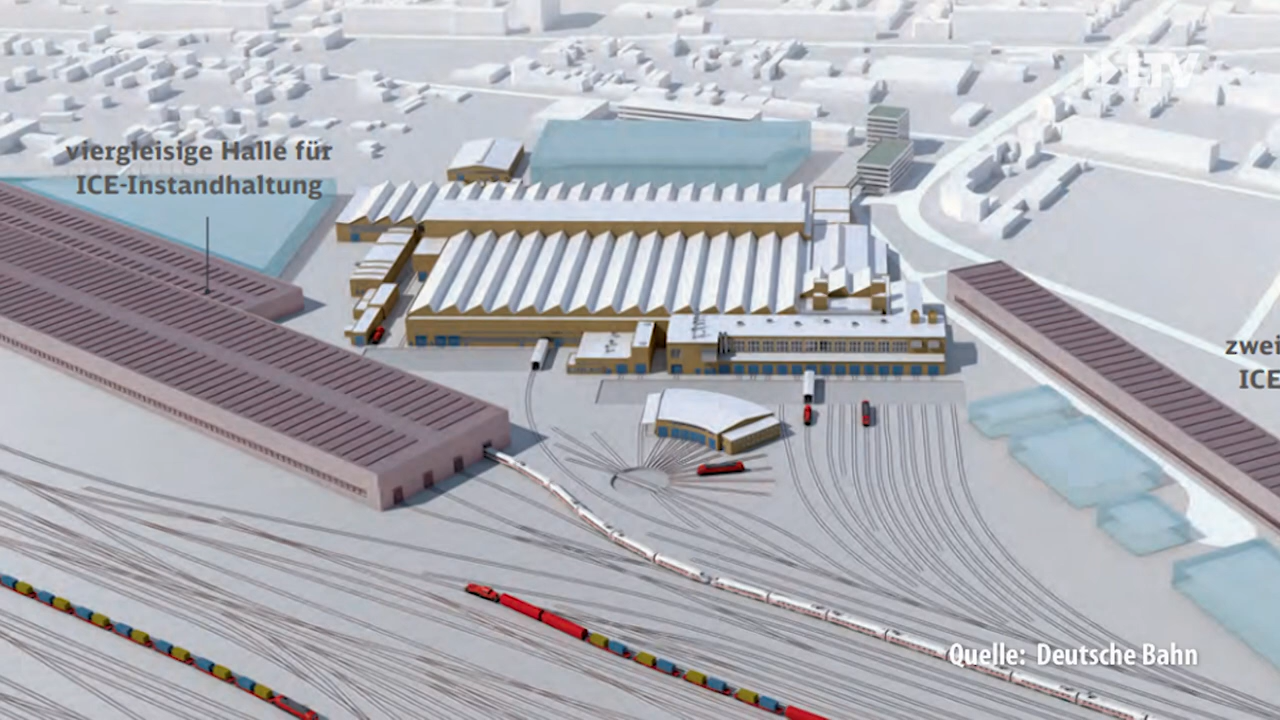 viergleisige Halle für
ICE-Instandhaltung
zwei
ICE
Quelle: Deutsche Bahn